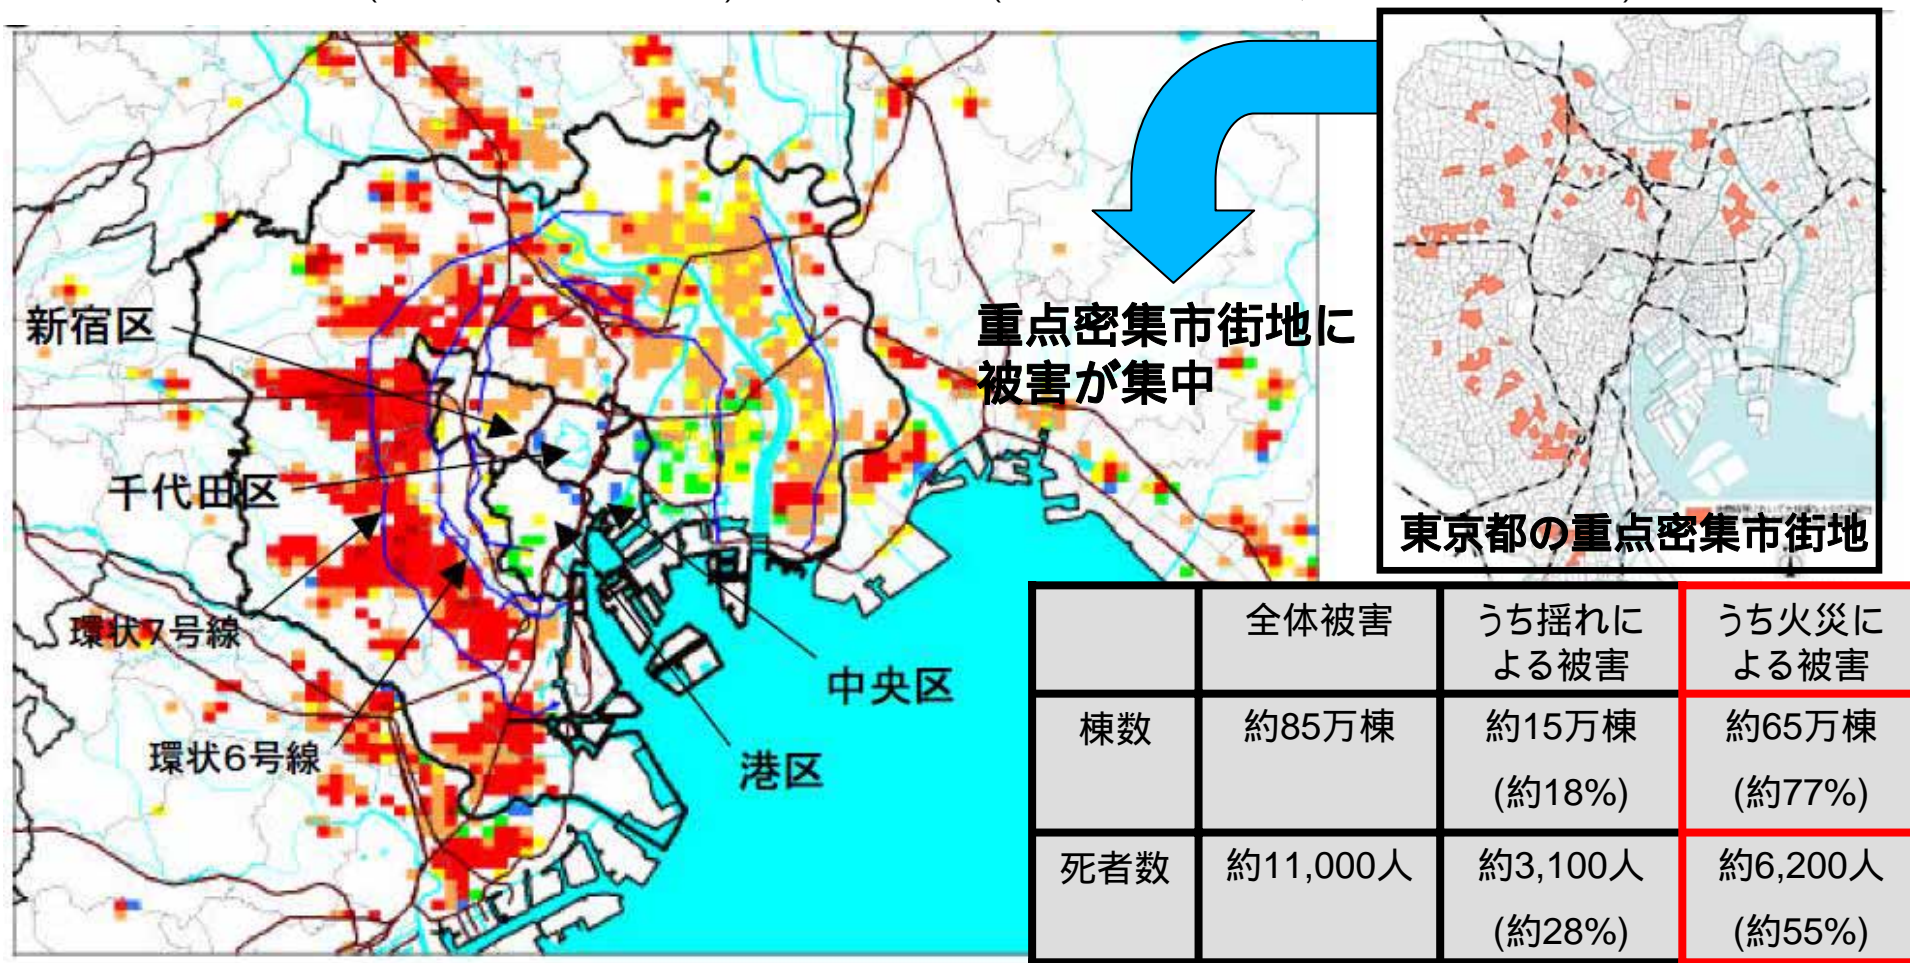 新宿区
千代田区
環状7号線
環状6号線
中央区
港区
重点密集市街地に
被害が集中
東京都の重点密集市街地
全体被害
うち揺れに
よる被害
うち火災に
よる被害
棟数
約85万棟
約15万棟
(約18%)
約65万棟
(約77%)
死者数
約11,000人
約3,100人
(約28%)
約6,200人
(約55%)